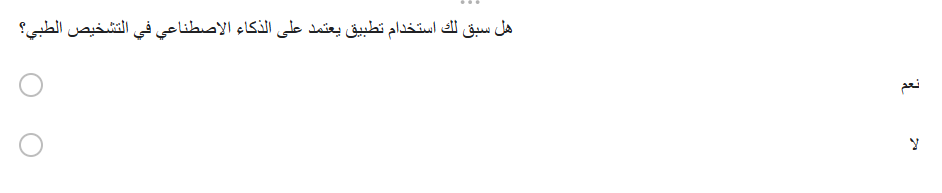 هل سبق لك استخدام تطبيق يعتمد على الذكاء الاصطناعي في التشخيص الطبي؟
نعم
لا